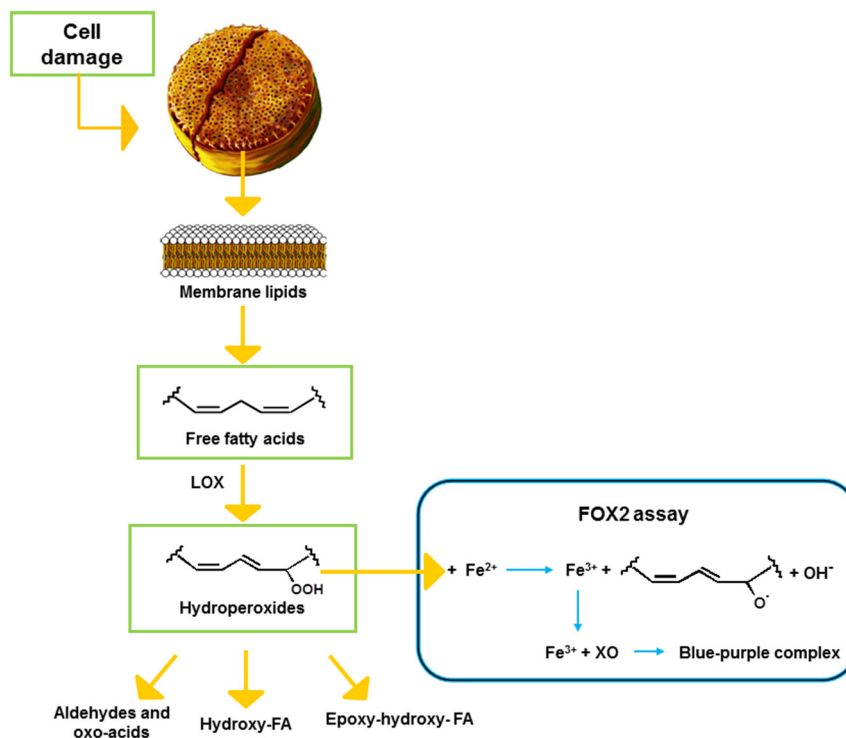 Cell
damage
Membrane lipids
Free fatty acids
LOX
OOH
Hydroperoxides
Aldehydes and
oxo-acids
Hydroxy-FA
Epoxy-hydroxy- FA
FOX2 assay
+ Fe²⁺ Fe³⁺ + + OH⁻
O⁻
Fe³⁺ + XO Blue-purple complex